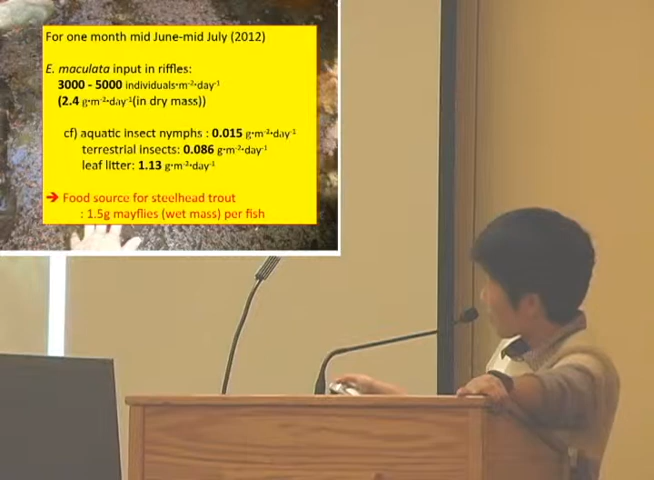 For one month mid June-mid July (2012)
E. maculata input in riffles:
3000 - 5000 individuals·m⁻²·day⁻¹
(2.4 g·m⁻²·day⁻¹(in dry mass))
cf) aquatic insect nymphs : 0.015 g·m⁻²·day⁻¹
terrestrial insects: 0.086 g·m⁻²·day⁻¹
leaf litter: 1.13 g·m⁻²·day⁻¹
➔ Food source for steelhead trout
: 1.5g mayflies (wet mass) per fish